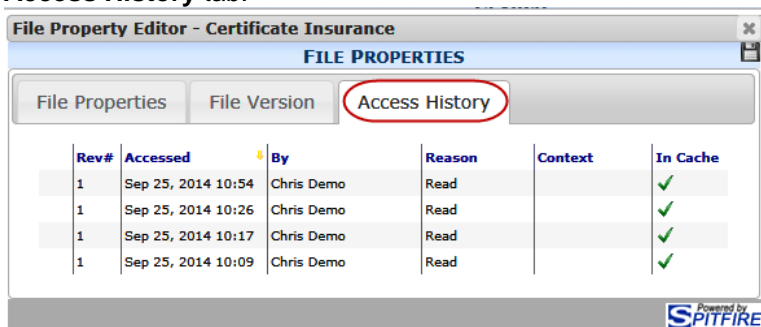 Access History tab.
File Property Editor - Certificate Insurance
FILE PROPERTIES
File Properties File Version Access History
Rev# Accessed By Reason Context In Cache
1 Sep 25, 2014 10:54 Chris Demo Read
1 Sep 25, 2014 10:26 Chris Demo Read
1 Sep 25, 2014 10:17 Chris Demo Read
1 Sep 25, 2014 10:09 Chris Demo Read
Powered by
SPITFIRE